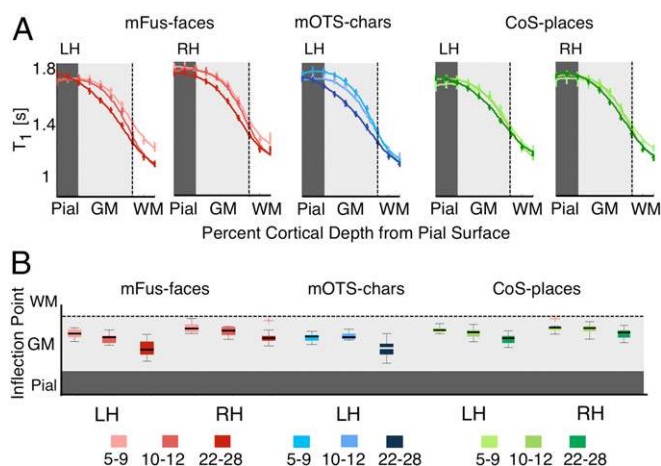 A
mFus-faces mOTS-chars CoS-places
LH RH LH LH RH
1.8
1.4
1
T1 [s]
Pial GM WM Pial GM WM Pial GM WM Pial GM WM Pial GM WM
Percent Cortical Depth from Pial Surface
B
mFus-faces mOTS-chars CoS-places
WM
GM
Pial
Inflection Point
LH RH LH LH RH
5-9 10-12 22-28 5-9 10-12 22-28 5-9 10-12 22-28